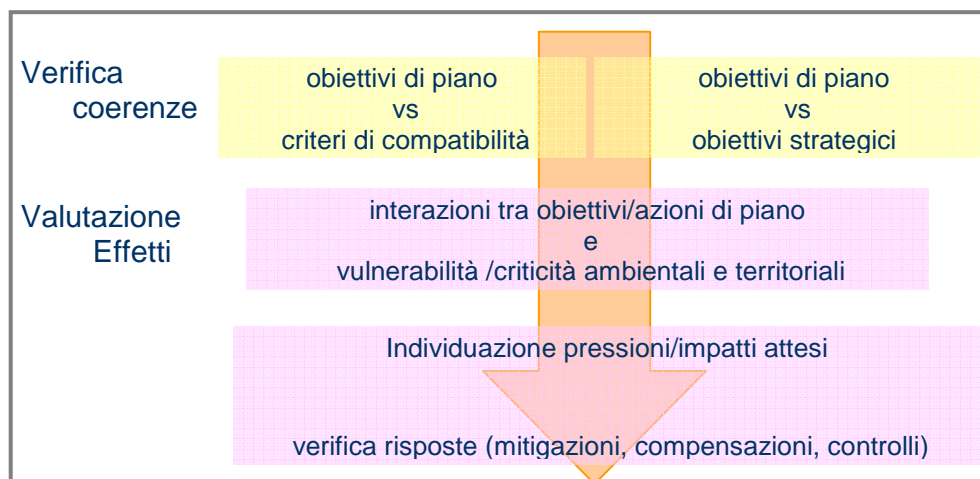 Verifica
coerenze
obiettivi di piano
vs
criteri di compatibilità
obiettivi di piano
vs
obiettivi strategici
Valutazione
Effetti
interazioni tra obiettivi/azioni di piano
e
vulnerabilità /criticità ambientali e territoriali
Individuazione pressioni/impatti attesi
verifica risposte (mitigazioni, compensazioni, controlli)